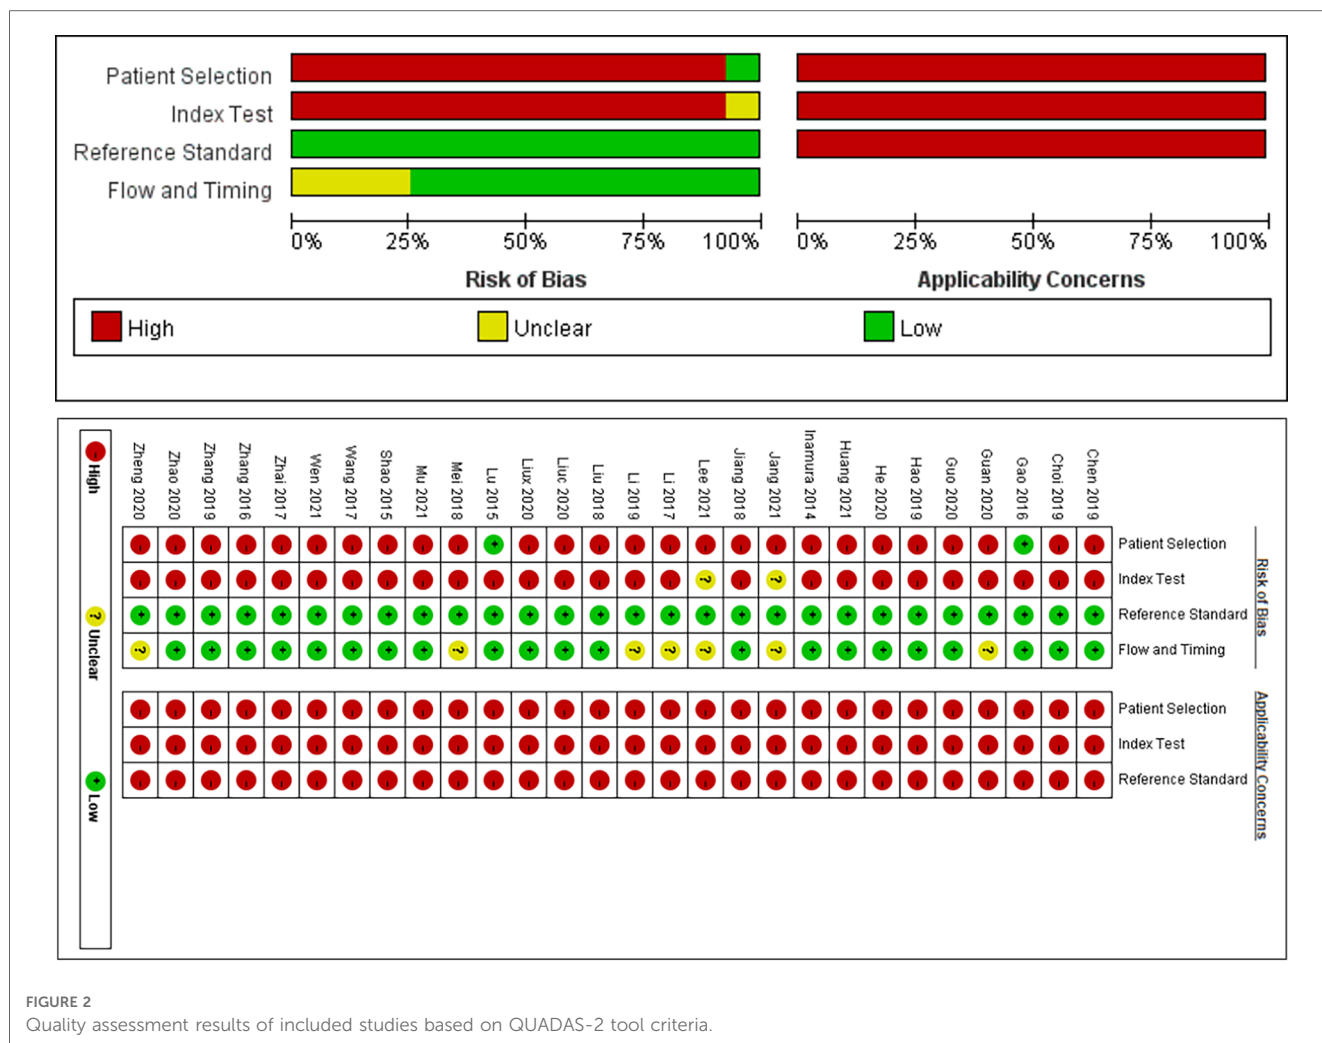 Patient Selection
Index Test
Reference Standard
Flow and Timing
0% 25% 50% 75% 100%
0% 25% 50% 75% 100%
Risk of Bias
Applicability Concerns
High
Unclear
Low
High
Unclear
Low
Zheng 2020
Zhao 2020
Zhang 2019
Zhang 2016
Zhai 2017
Wen 2021
Wang 2017
Shao 2015
Mu 2021
Mei 2018
Lu 2015
Liux 2020
Liuc 2020
Liu 2018
Li 2019
Li 2017
Lee 2021
Jiang 2018
Jang 2021
Inamura 2014
Huang 2021
He 2020
Hao 2019
Guo 2020
Guan 2020
Gao 2016
Choi 2019
Chen 2019
Patient Selection
Index Test
Reference Standard
Flow and Timing
Risk of Bias
Patient Selection
Index Test
Reference Standard
Applicability Concerns
FIGURE 2
Quality assessment results of included studies based on QUADAS-2 tool criteria.